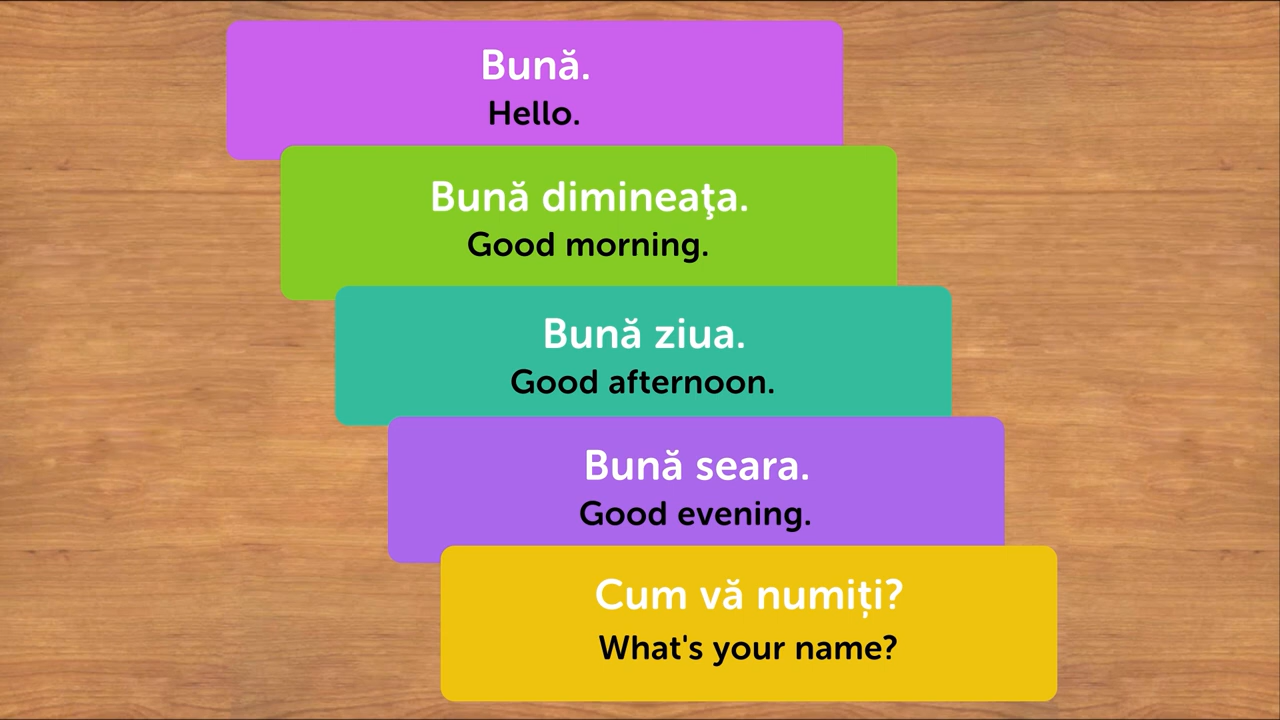 Bună.
Hello.
Bună dimineaţa.
Good morning.
Bună ziua.
Good afternoon.
Bună seara.
Good evening.
Cum vă numiți?
What's your name?